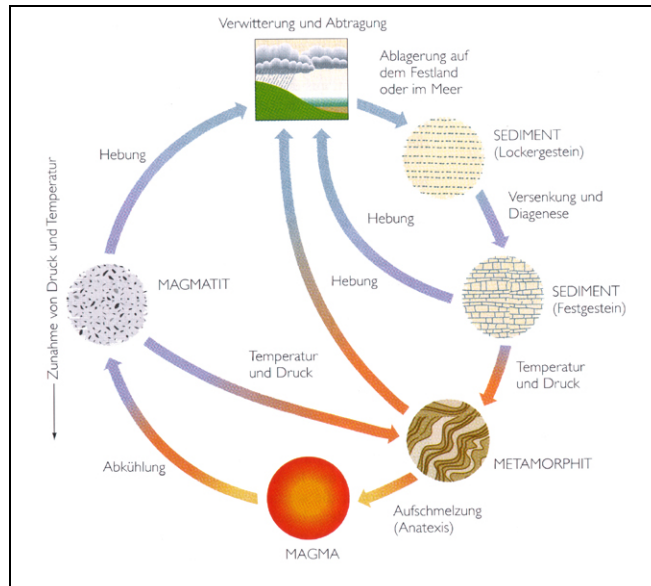 Verwitterung und Abtragung
Ablagerung auf
dem Festland
oder im Meer
SEDIMENT
(Lockergestein)
Hebung
Versenkung und
Diagenese
Hebung
Hebung
Zunahme von Druck und Temperatur
MAGMATIT
SEDIMENT
(Festgestein)
Temperatur
und Druck
Temperatur
und Druck
Abkühlung
METAMORPHIT
Aufschmelzung
(Anatexis)
MAGMA